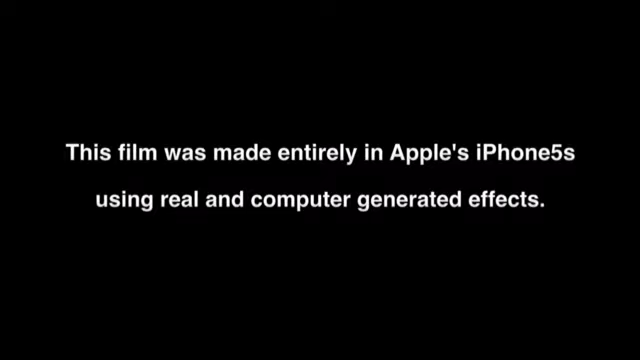 This film was made entirely in Apple's iPhone5s
using real and computer generated effects.